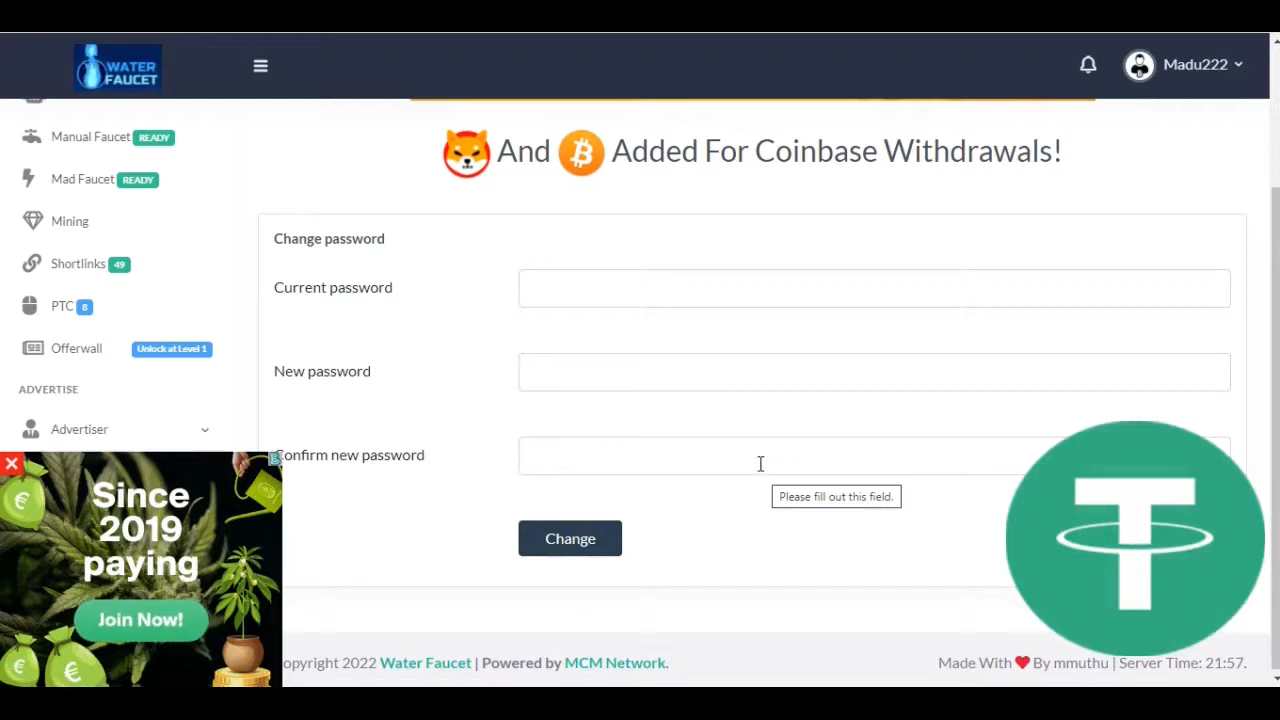 WATER
FAUCET
Madu222
Manual Faucet READY
Mad Faucet READY
Mining
Shortlinks 49
PTC 8
Offerwall Unlock at Level 1
ADVERTISE
Advertiser
And Added For Coinbase Withdrawals!
Change password
Current password
New password
Confirm new password
Please fill out this field.
Change
Since
2019
paying
Join Now!
opyright 2022 Water Faucet | Powered by MCM Network.
Made With ❤ By mmuthu | Server Time: 21:57.